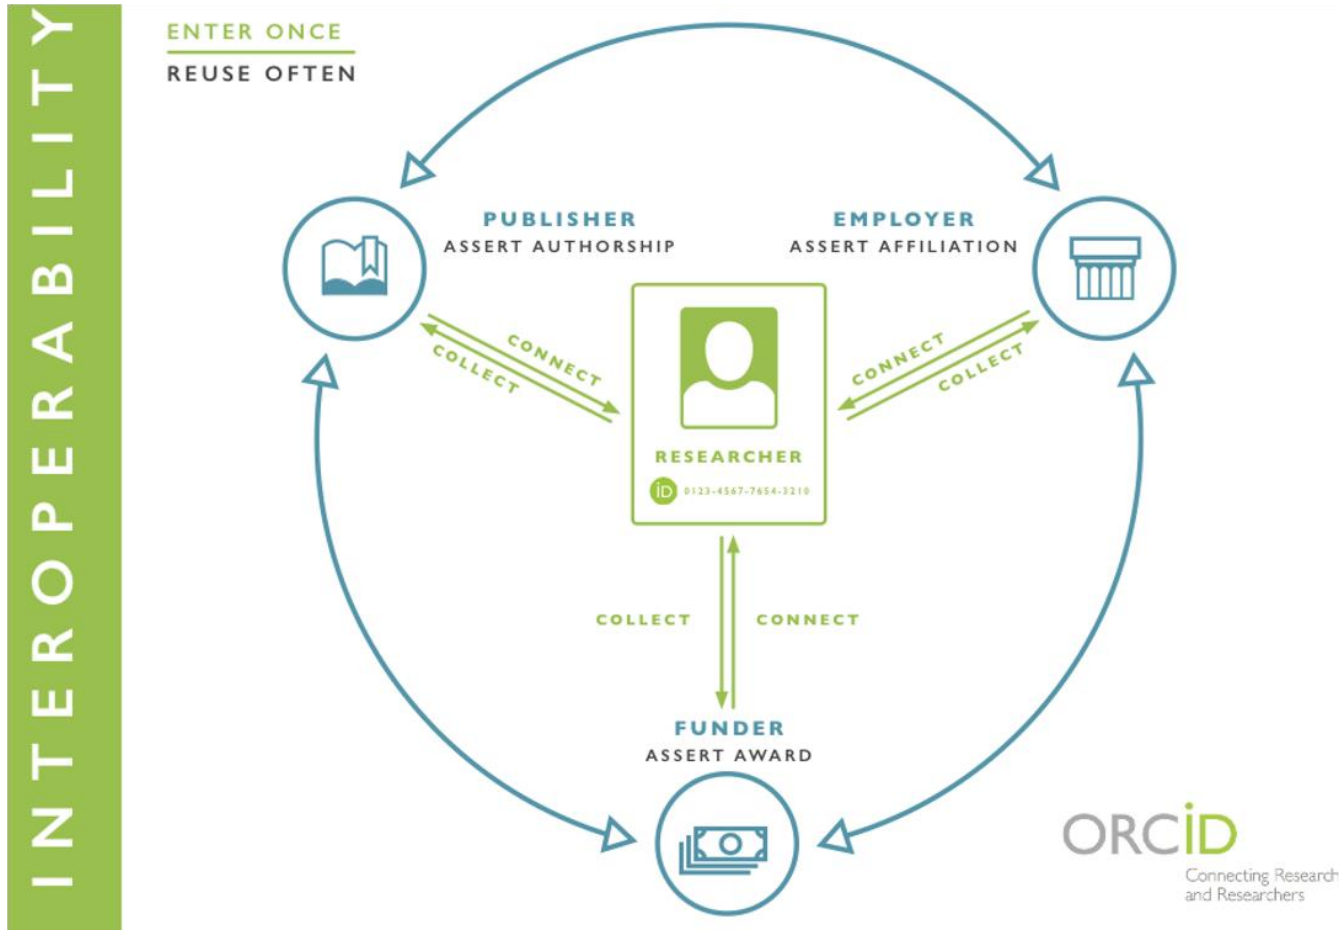 INTEROPERABILITY
ENTER ONCE
REUSE OFTEN
PUBLISHER
ASSERT AUTHORSHIP
EMPLOYER
ASSERT AFFILIATION
CONNECT
COLLECT
CONNECT
COLLECT
RESEARCHER
iD 0123-4567-7654-3210
COLLECT
CONNECT
FUNDER
ASSERT AWARD
ORCiD
Connecting Research
and Researchers